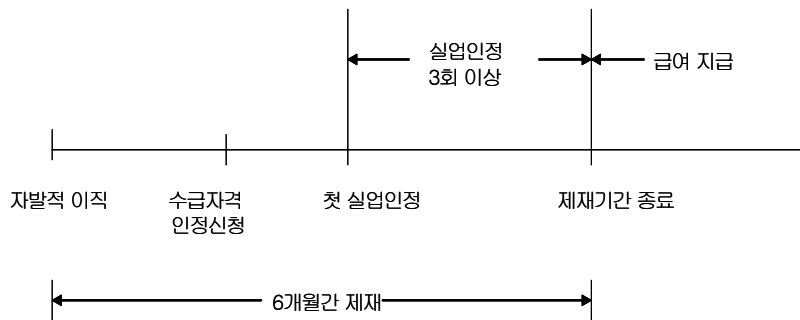 실업인정
3회 이상
급여 지급
자발적 이직
수급자격
인정신청
첫 실업인정
제재기간 종료
6개월간 제재